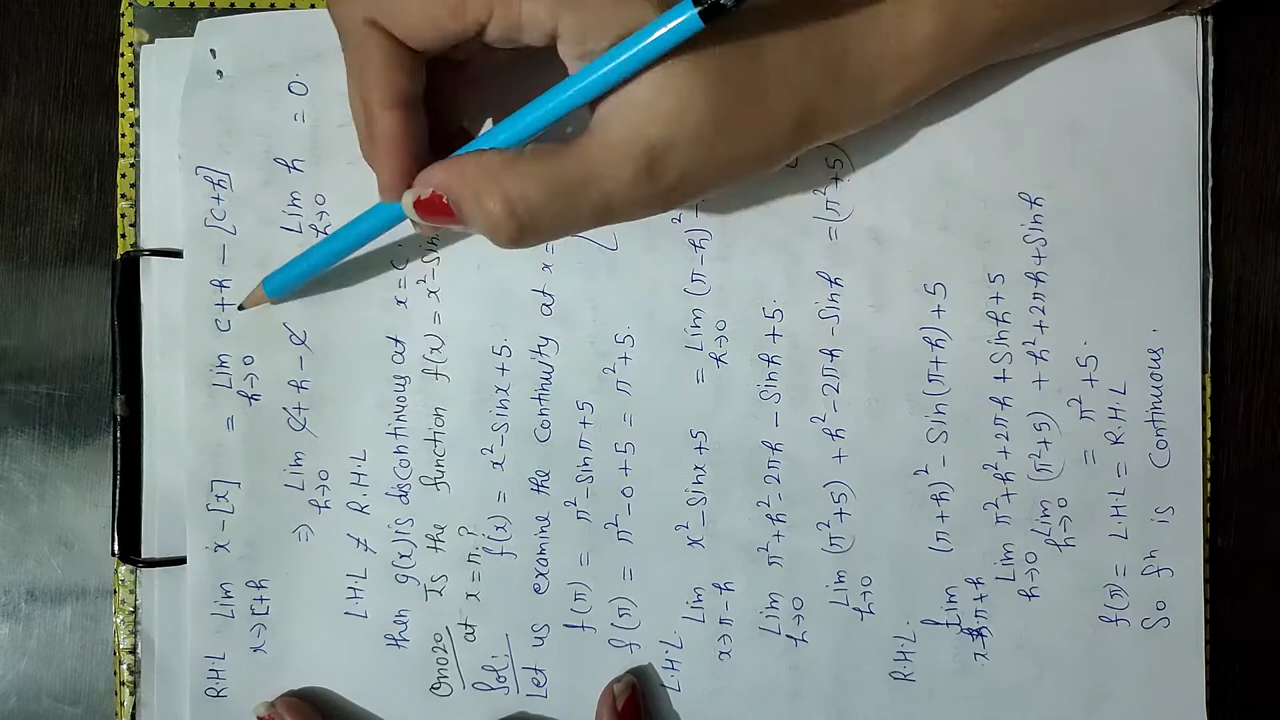 R.H.L Lim x-[x] = Lim c+h-[c+h]
x→c+h h→0
⇒ Lim c+h-c Lim h = 0.
h→0 h→0
L.H.L ≠ R.H.L
then g(x) is discontinuous at x=c.
Qno20 Is the function f(x) = x²-Sin
at x=π?
Sol: f(x) = x²-Sinx+5.
Let us examine the Continuity at x=
f(π) = π²-Sinπ+5
f(π) = π²-0+5 = π²+5.
L.H.L Lim x²-Sinx+5 = Lim (π-h)²-
x→π-h h→0
Lim π²+h²-2πh-Sinh+5.
h→0
Lim (π²+5)+h²-2πh-Sinh =(π²+5)
h→0
R.H.L.
Lim (π+h)²-Sin(π+h)+5
x→π+h
Lim π²+h²+2πh+Sinh+5
h→0
Lim (π²+5)+h²+2πh+Sinh
h→0
= π²+5.
f(π) = L.H.L = R.H.L
So fn is Continuous.